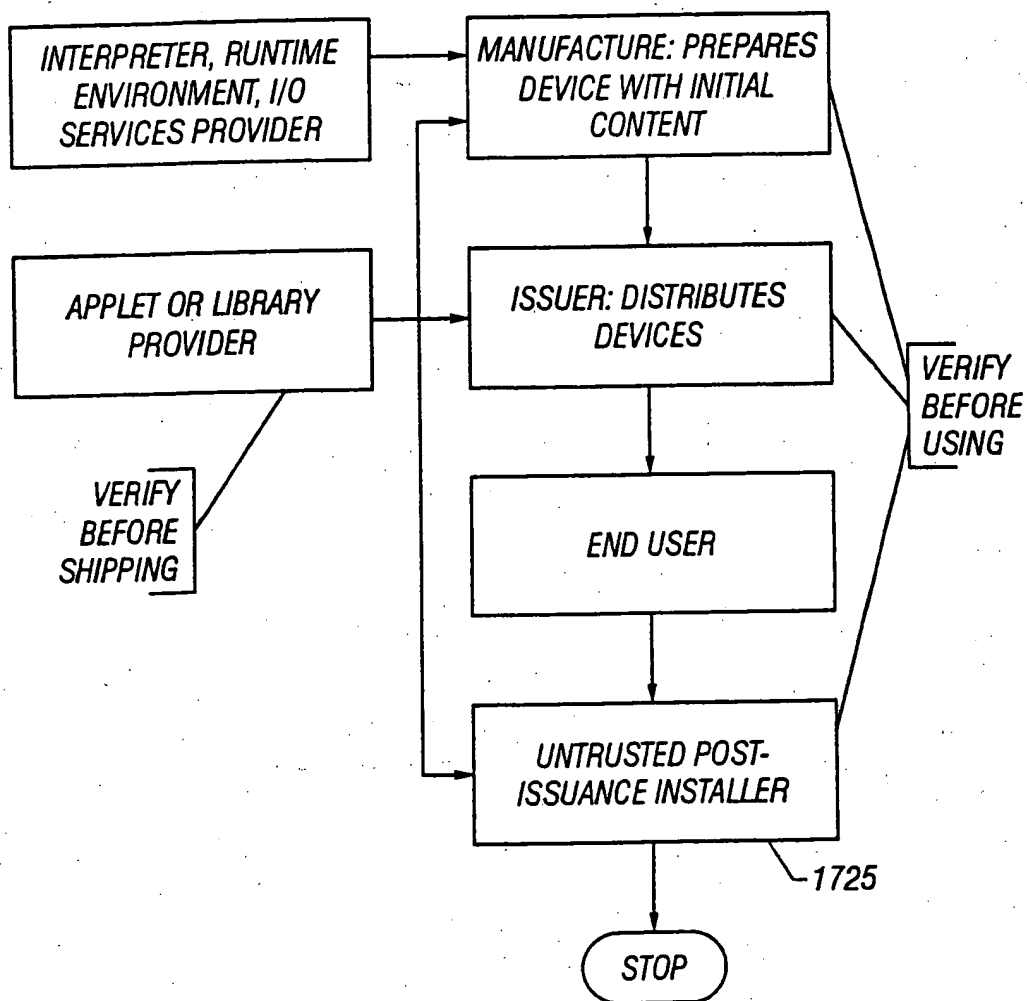 INTERPRETER, RUNTIME
ENVIRONMENT, I/O
SERVICES PROVIDER
MANUFACTURE: PREPARES
DEVICE WITH INITIAL
CONTENT
APPLET OR LIBRARY
PROVIDER
ISSUER: DISTRIBUTES
DEVICES
VERIFY
BEFORE
USING
VERIFY
BEFORE
SHIPPING
END USER
UNTRUSTED POST-
ISSUANCE INSTALLER
1725
STOP